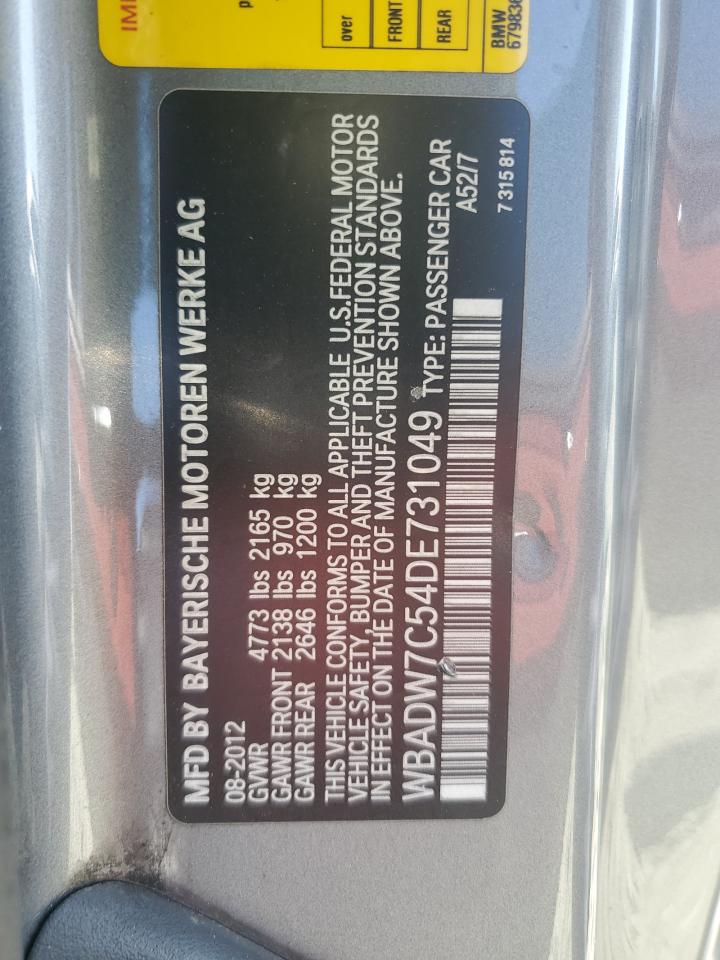 IMP
over
FRONT
REAR
BMW
MFD BY BAYERISCHE MOTOREN WERKE AG
08-2012
GVWR 4773 lbs 2165 kg
GAWR FRONT 2138 lbs 970 kg
GAWR REAR 2646 lbs 1200 kg
THIS VEHICLE CONFORMS TO ALL APPLICABLE U.S.FEDERAL MOTOR
VEHICLE SAFETY, BUMPER AND THEFT PREVENTION STANDARDS
IN EFFECT ON THE DATE OF MANUFACTURE SHOWN ABOVE.
WBADW7C54DE731049 TYPE: PASSENGER CAR
A52/7
7 315 814